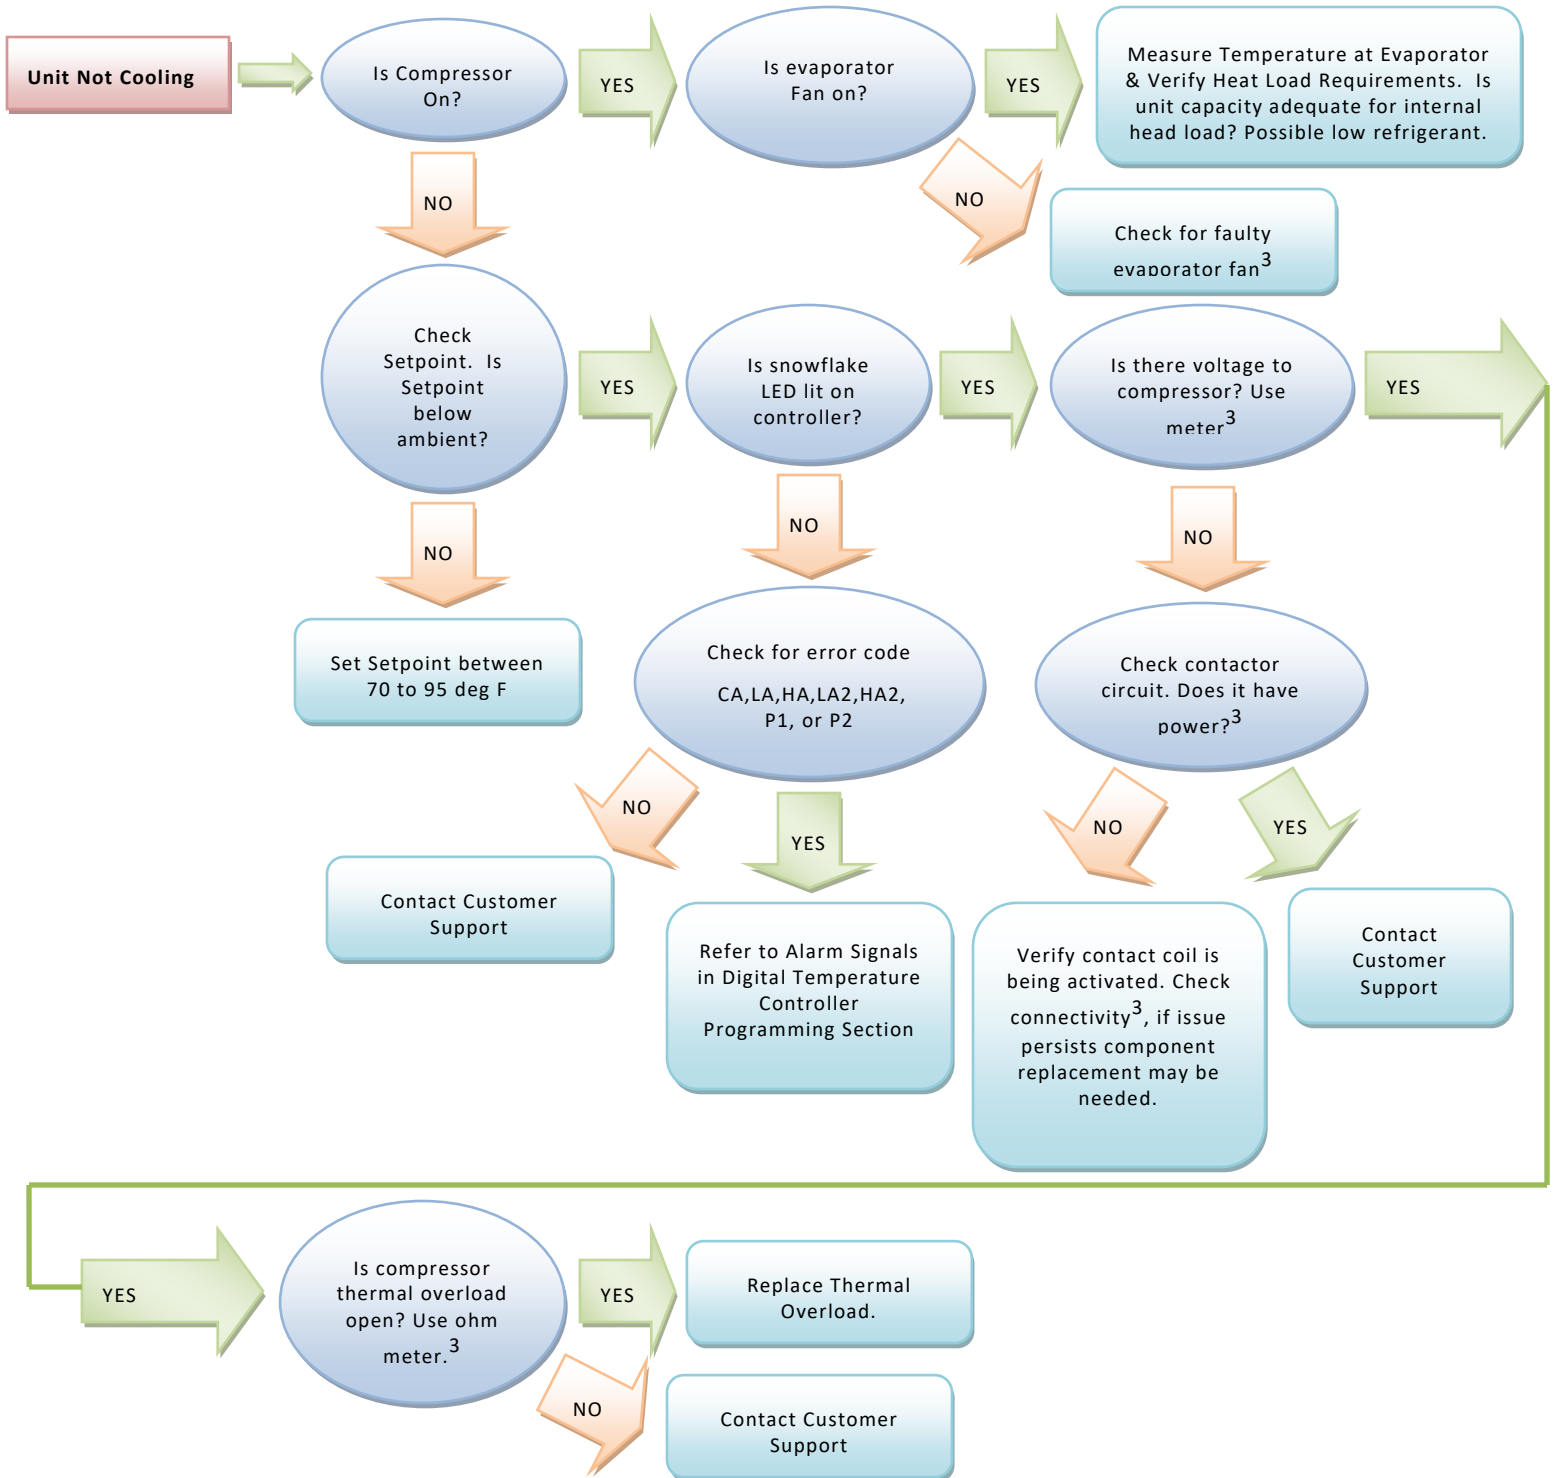 Unit Not Cooling
Is Compressor
On?
YES
Is evaporator
Fan on?
YES
Measure Temperature at Evaporator
& Verify Heat Load Requirements.  Is
unit capacity adequate for internal
head load? Possible low refrigerant.
NO
NO
Check for faulty
evaporator fan3
Check
Setpoint.  Is
Setpoint
below
ambient?
YES
Is snowflake
LED lit on
controller?
YES
Is there voltage to
compressor? Use
meter3
YES
NO
NO
NO
Set Setpoint between
70 to 95 deg F
Check for error code
CA,LA,HA,LA2,HA2,
P1, or P2
Check contactor
circuit. Does it have
power?3
NO
YES
NO
YES
Contact Customer
Support
Refer to Alarm Signals
in Digital Temperature
Controller
Programming Section
Verify contact coil is
being activated. Check
connectivity3, if issue
persists component
replacement may be
needed.
Contact
Customer
Support
YES
Is compressor
thermal overload
open? Use ohm
meter.3
YES
Replace Thermal
Overload.
NO
Contact Customer
Support